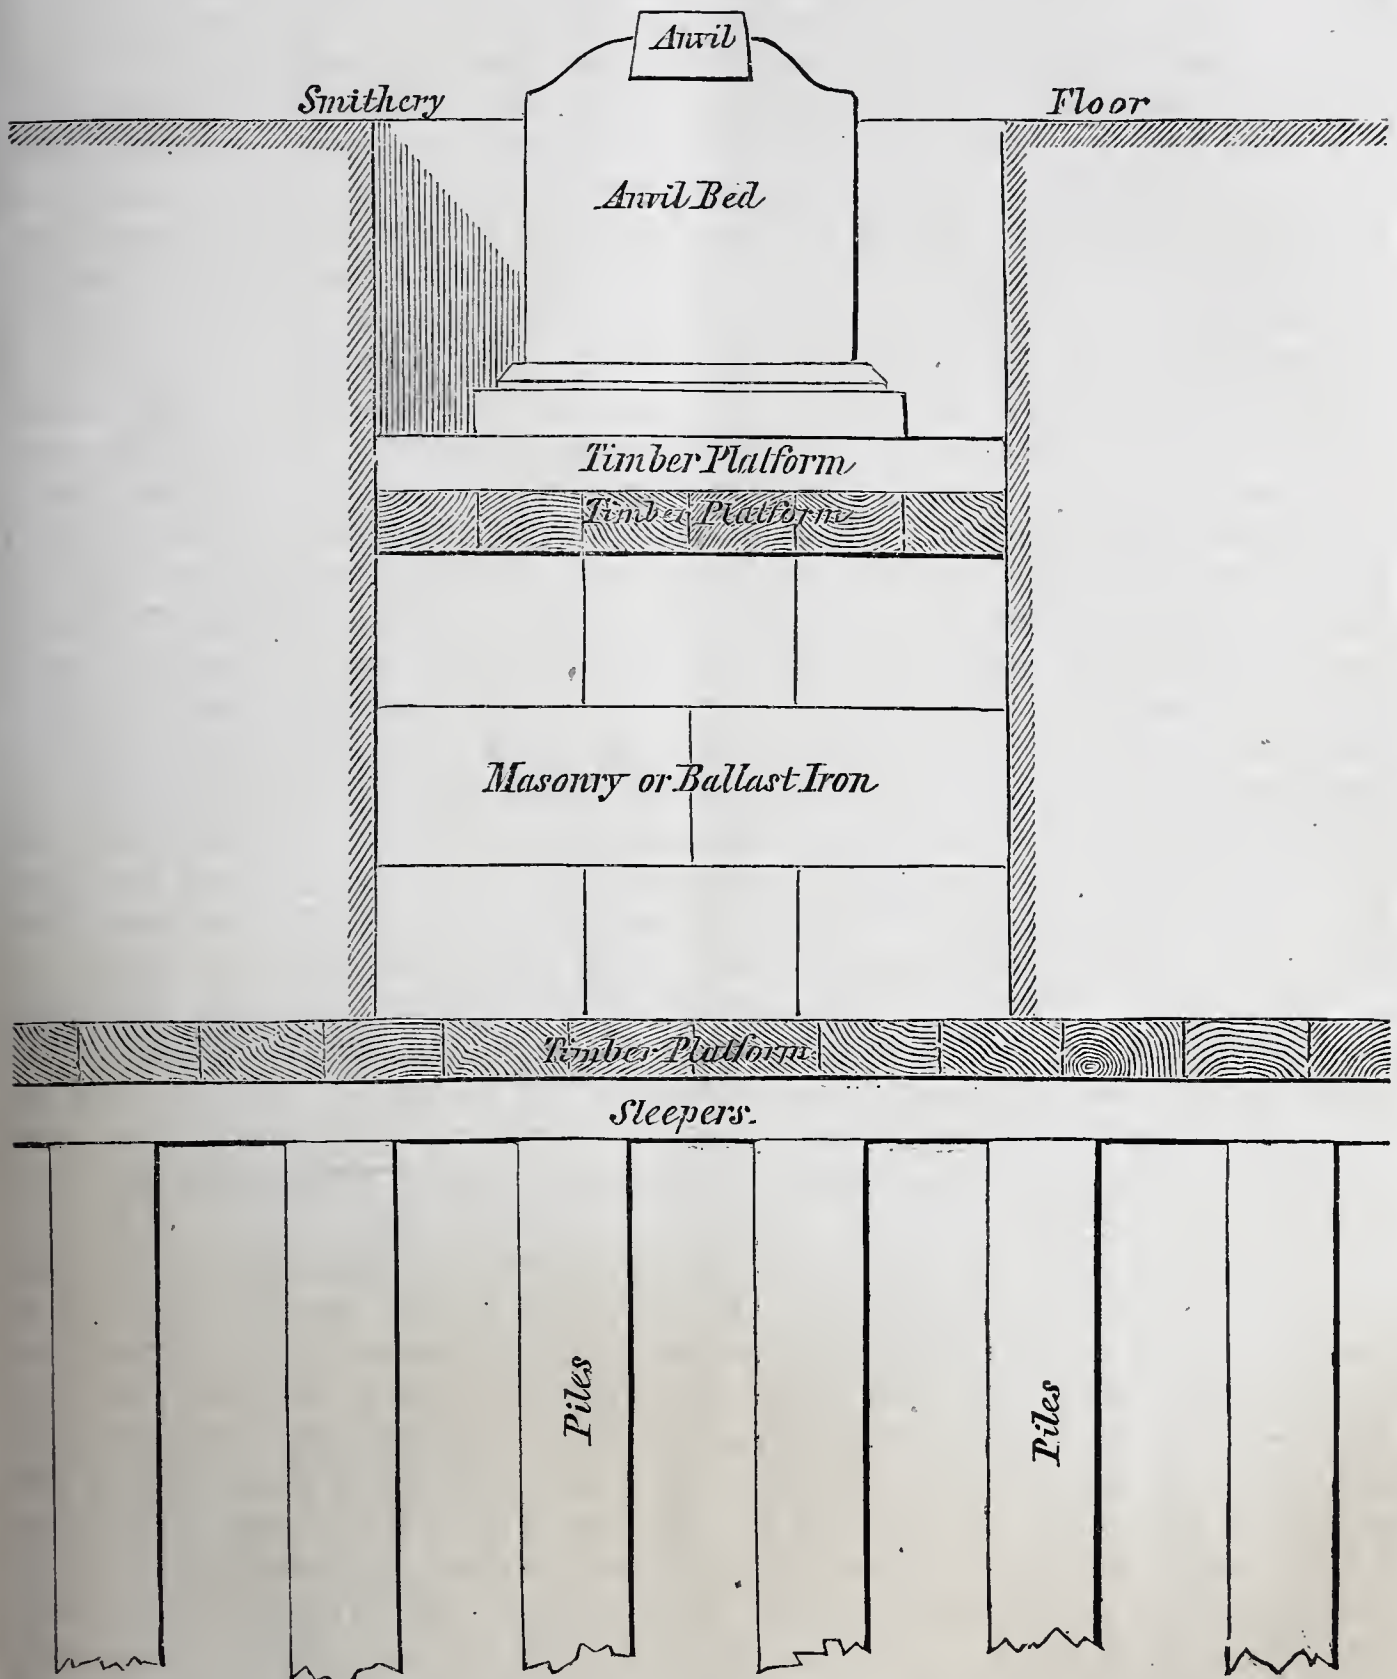 Anvil
Smithery Floor
Anvil Bed
Timber Platform
Timber Platform
Masonry or Ballast Iron
Timber Platform
Sleepers.
Piles
Piles